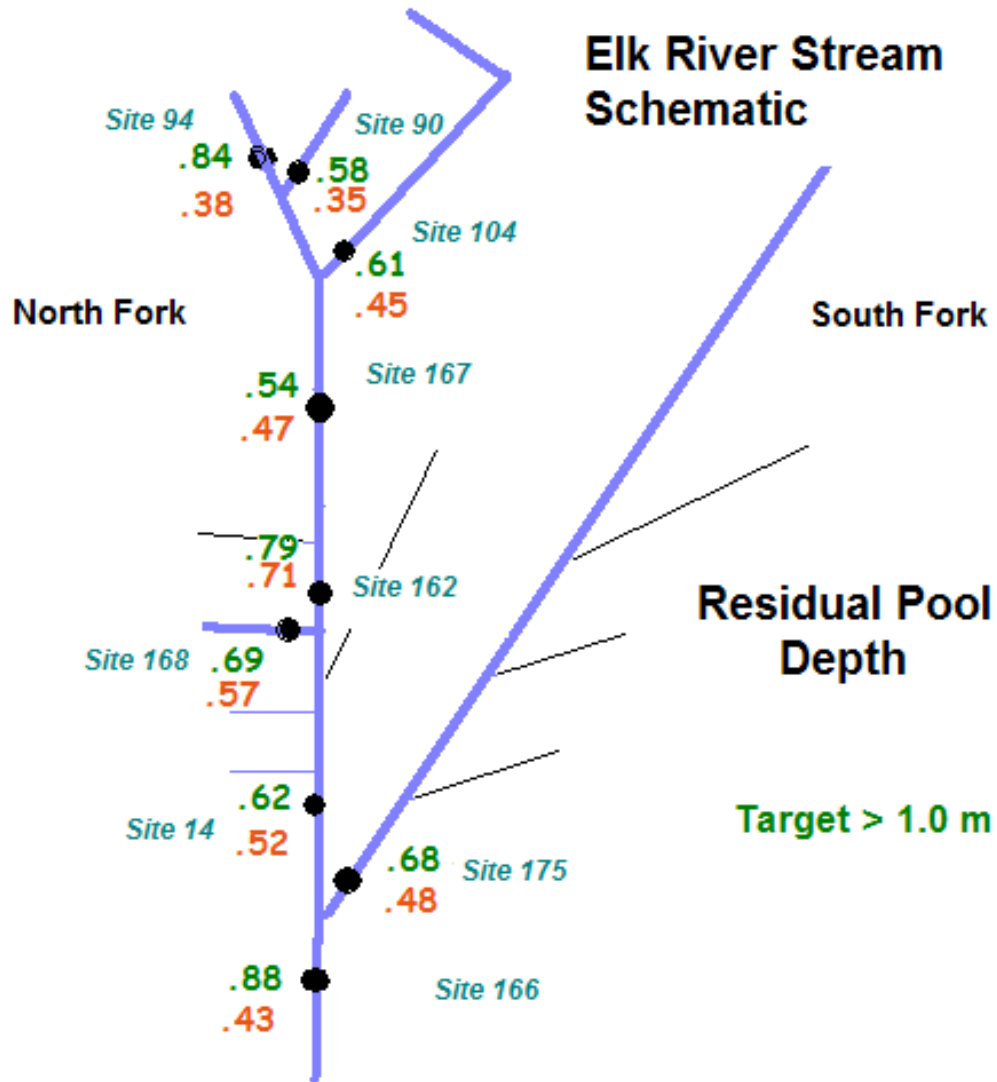 Elk River Stream
Schematic
Site 94
Site 90
.84
.58
.38
.35
Site 104
.61
.45
North Fork
South Fork
Site 167
.54
.47
.79
.71
Site 162
Residual Pool
Depth
Site 168
.69
.57
.62
Site 14
.52
Target > 1.0 m
.68
Site 175
.48
.88
Site 166
.43